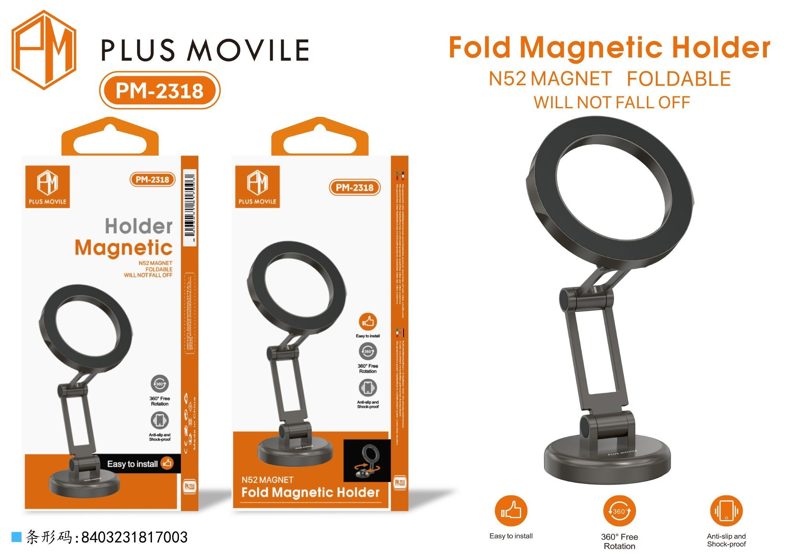 PM
PLUS MOVILE
PM-2318
Fold Magnetic Holder
N52 MAGNET FOLDABLE
WILL NOT FALL OFF
PM
PLUS MOVILE
PM-2318
Holder
Magnetic
N52 MAGNET
FOLDABLE
WILL NOT FALL OFF
360°
360° Free
Rotation
Anti-slip and
Shock-proof
Easy to install
PM
PLUS MOVILE
PM-2318
Easy to install
360°
360° Free
Rotation
Anti-slip and
Shock-proof
N52 MAGNET
Fold Magnetic Holder
PLUS MOVILE
Easy to install
360°
360° Free
Rotation
Anti-slip and
Shock-proof
条形码:8403231817003